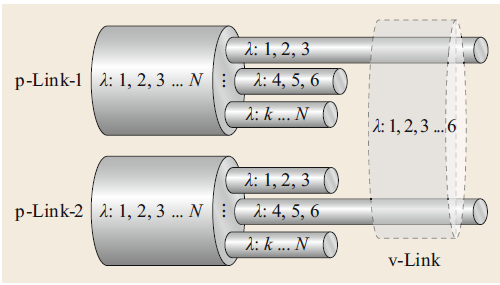 λ: 1, 2, 3
p-Link-1
λ: 1, 2, 3 ... N
⋮
λ: 4, 5, 6
λ: k ... N
λ: 1, 2, 3 ...6
λ: 1, 2, 3
p-Link-2
λ: 1, 2, 3 ... N
⋮
λ: 4, 5, 6
λ: k ... N
v-Link